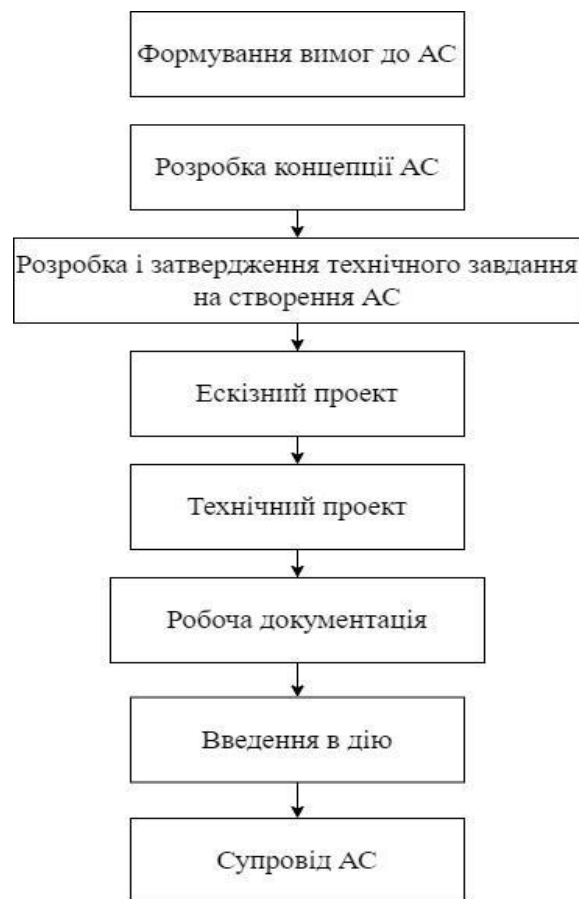 Формування вимог до АС
Розробка концепції АС
Розробка і затвердження технічного завдання
на створення АС
Ескізний проект
Технічний проект
Робоча документація
Введення в дію
Супровід АС